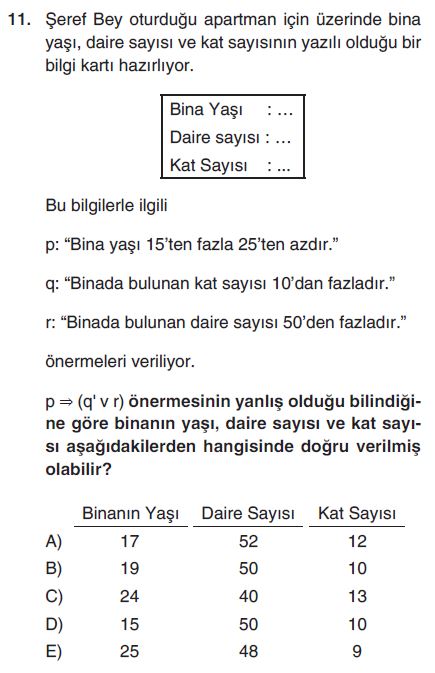 11. Şeref Bey oturduğu apartman için üzerinde bina
yaşı, daire sayısı ve kat sayısının yazılı olduğu bir
bilgi kartı hazırlıyor.
Bina Yaşı : ...
Daire sayısı : ...
Kat Sayısı : ...
Bu bilgilerle ilgili
p: “Bina yaşı 15’ten fazla 25’ten azdır.”
q: “Binada bulunan kat sayısı 10’dan fazladır.”
r: “Binada bulunan daire sayısı 50’den fazladır.”
önermeleri veriliyor.
p ⇒ (q' v r) önermesinin yanlış olduğu bilindiği-
ne göre binanın yaşı, daire sayısı ve kat sayı-
sı aşağıdakilerden hangisinde doğru verilmiş
olabilir?
Binanın Yaşı Daire Sayısı Kat Sayısı
A) 17 52 12
B) 19 50 10
C) 24 40 13
D) 15 50 10
E) 25 48 9